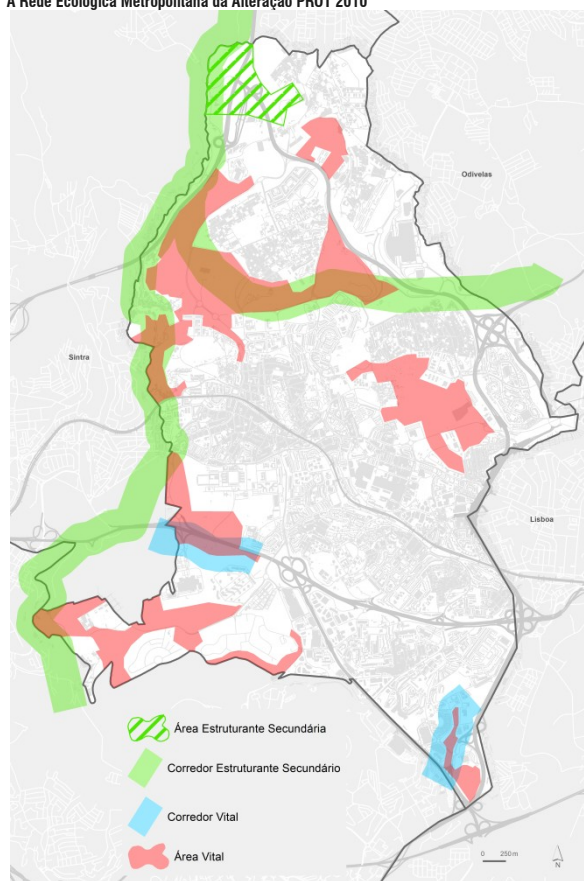 A Rede Ecológica Metropolitana da Alteração PROT 2010
Odivelas
Sintra
Lisboa
Área Estruturante Secundária
Corredor Estruturante Secundário
Corredor Vital
Área Vital
0 250 m
N